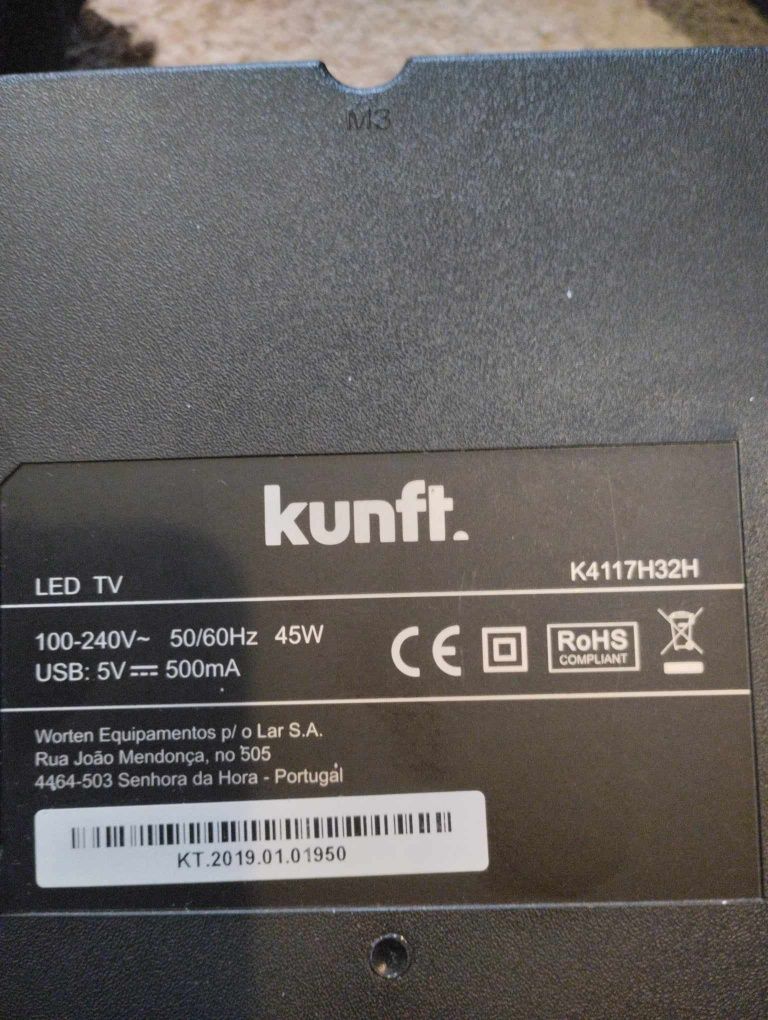 M3
kunft.
LED TV K4117H32H
100-240V~ 50/60Hz 45W
USB: 5V⎓ 500mA
CE RoHS
COMPLIANT
Worten Equipamentos p/ o Lar S.A.
Rua João Mendonça, no 505
4464-503 Senhora da Hora - Portugal
KT.2019.01.01950